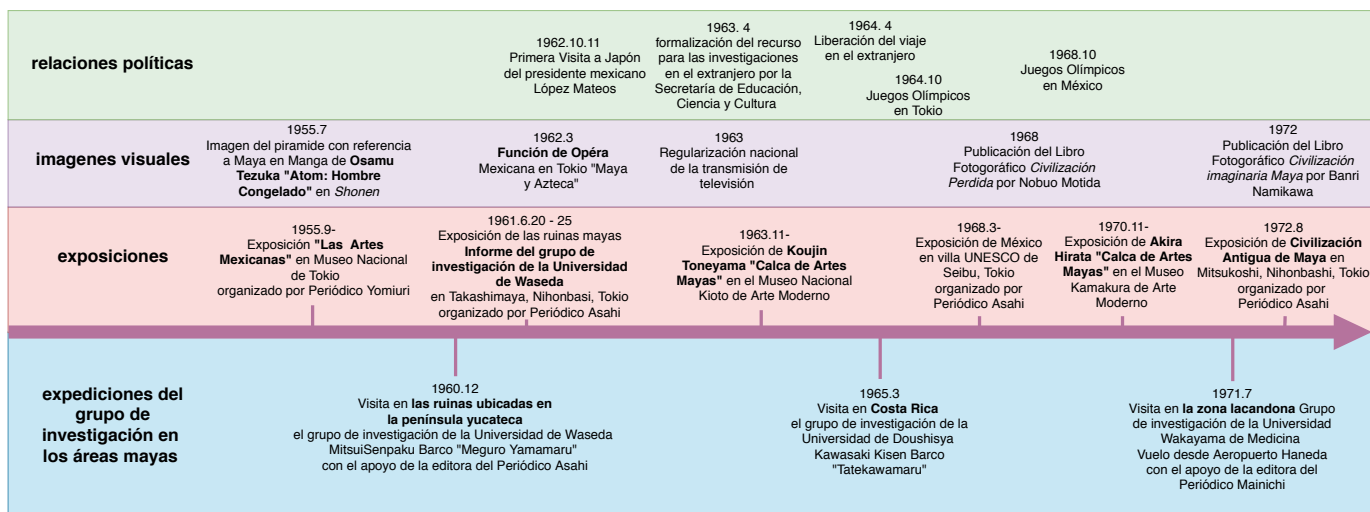 relaciones políticas
1962.10.11
Primera Visita a Japón
del presidente mexicano
López Mateos
1963. 4
formalización del recurso
para las investigaciones
en el extranjero por la
Secretaría de Educación,
Ciencia y Cultura
1964. 4
Liberación del viaje
en el extranjero
1964.10
Juegos Olímpicos
en Tokio
1968.10
Juegos Olímpicos
en México
imagenes visuales
1955.7
Imagen del piramide con referencia
a Maya en Manga de Osamu
Tezuka "Atom: Hombre
Congelado" en Shonen
1962.3
Función de Opéra
Mexicana en Tokio "Maya
y Azteca"
1963
Regularización nacional
de la transmisión de
televisión
1968
Publicación del Libro
Fotográfico Civilización
Perdida por Nobuo Motida
1972
Publicación del Libro
Fotogoráfico Civilización
imaginaría Maya por Banri
Namikawa
exposiciones
1955.9-
Exposición "Las Artes
Mexicanas" en Museo Nacional
de Tokio
organizado por Periódico Yomiuri
1961.6.20 - 25
Exposición de las ruinas mayas
Informe del grupo de
investigación de la Universidad
de Waseda
en Takashimaya, Nihonbasi, Tokio
organizado por Periódico Asahi
1963.11-
Exposición de Koujin
Toneyama "Calca de Artes
Mayas" en el Museo Nacional
Kioto de Arte Moderno
1968.3-
Exposición de México
en villa UNESCO de
Seibu, Tokio
organizado por
Periódico Asahi
1970.11-
Exposición de Akira
Hirata "Calca de Artes
Mayas" en el Museo
Kamakura de Arte
Moderno
1972.8
Exposición de Civilización
Antigua de Maya en
Mitsukoshi, Nihonbashi, Tokio
organizado por
Periódico Asahi
expediciones del
grupo de
investigación en
los áreas mayas
1960.12
Visita en las ruinas ubicadas en
la península yucateca
el grupo de investigación de la Universidad de Waseda
MitsuiSenpaku Barco "Meguro Yamamaru"
con el apoyo de la editora del Periódico Asahi
1965.3
Visita en Costa Rica
el grupo de investigación de la
Universidad de Doushisya
Kawasaki Kisen Barco
"Tatekawamaru"
1971.7
Visita en la zona lacandona Grupo
de investigación de la Universidad
Wakayama de Medicina
Vuelo desde Aeropuerto Haneda
con el apoyo de la editora del
Periódico Mainichi